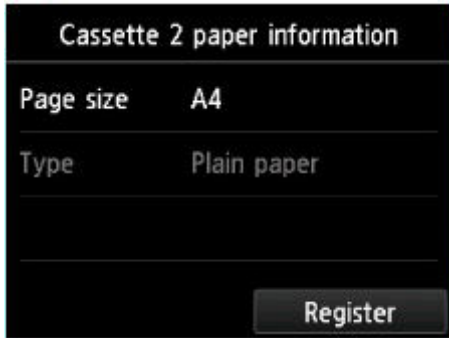 Cassette 2 paper information
Page size A4
Type Plain paper
Register